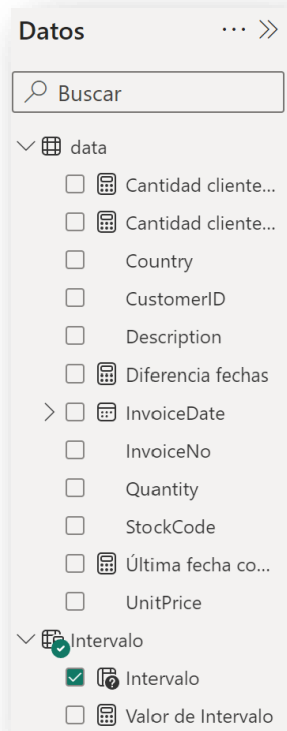 Datos
Buscar
data
Cantidad cliente...
Cantidad cliente...
Country
CustomerID
Description
Diferencia fechas
InvoiceDate
InvoiceNo
Quantity
StockCode
Última fecha co...
UnitPrice
Intervalo
Intervalo
Valor de Intervalo